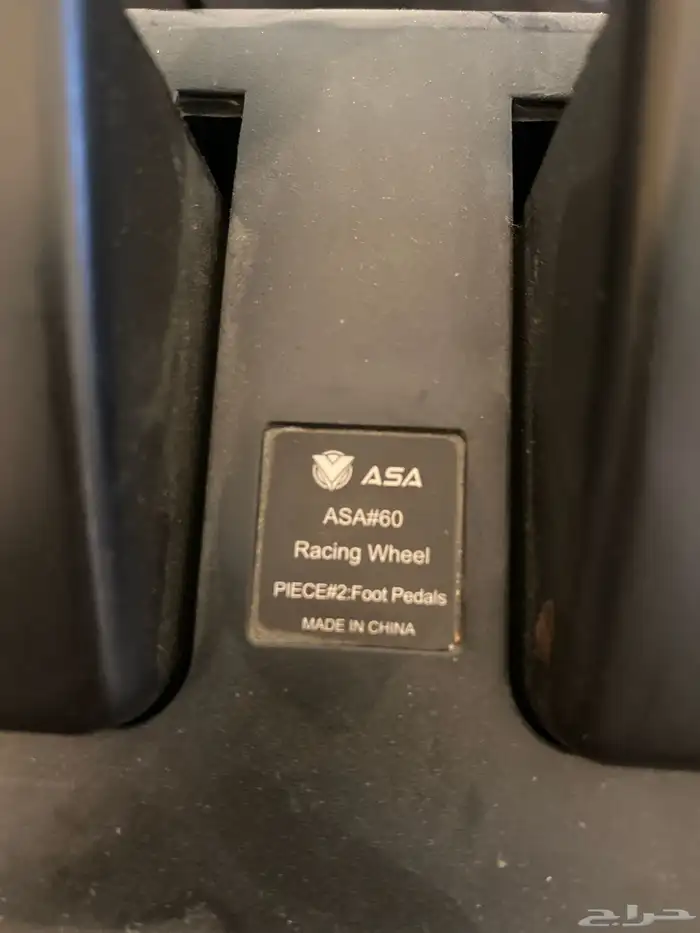 ASA
ASA#60
Racing Wheel
PIECE#2:Foot Pedals
MADE IN CHINA
حراج